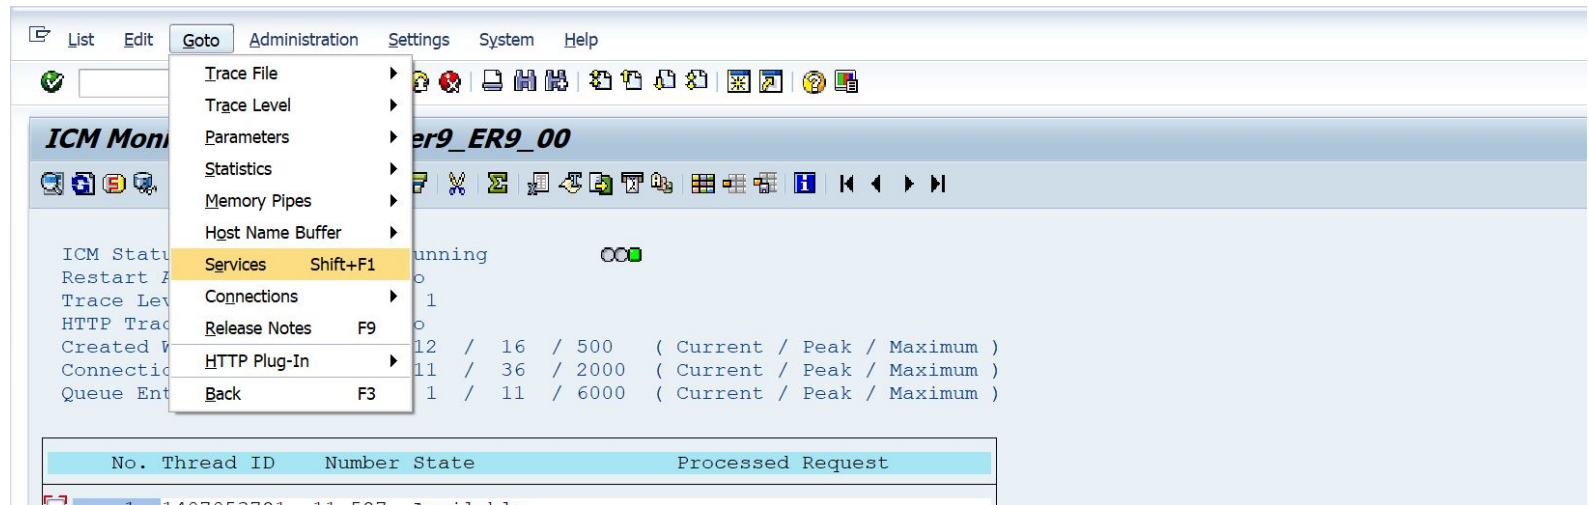 List Edit Goto Administration Settings System Help
Trace File
Trace Level
ICM Moni
Parameters
er9_ER9_00
Statistics
Memory Pipes
Host Name Buffer
ICM Statu
unning
Services Shift+F1
Restart A
o
Trace Lev
Connections
1
HTTP Trac
Release Notes F9
o
Created W
12 / 16 / 500 ( Current / Peak / Maximum )
HTTP Plug-In
Connectio
11 / 36 / 2000 ( Current / Peak / Maximum )
Queue Ent
Back F3
1 / 11 / 6000 ( Current / Peak / Maximum )
No. Thread ID Number State Processed Request